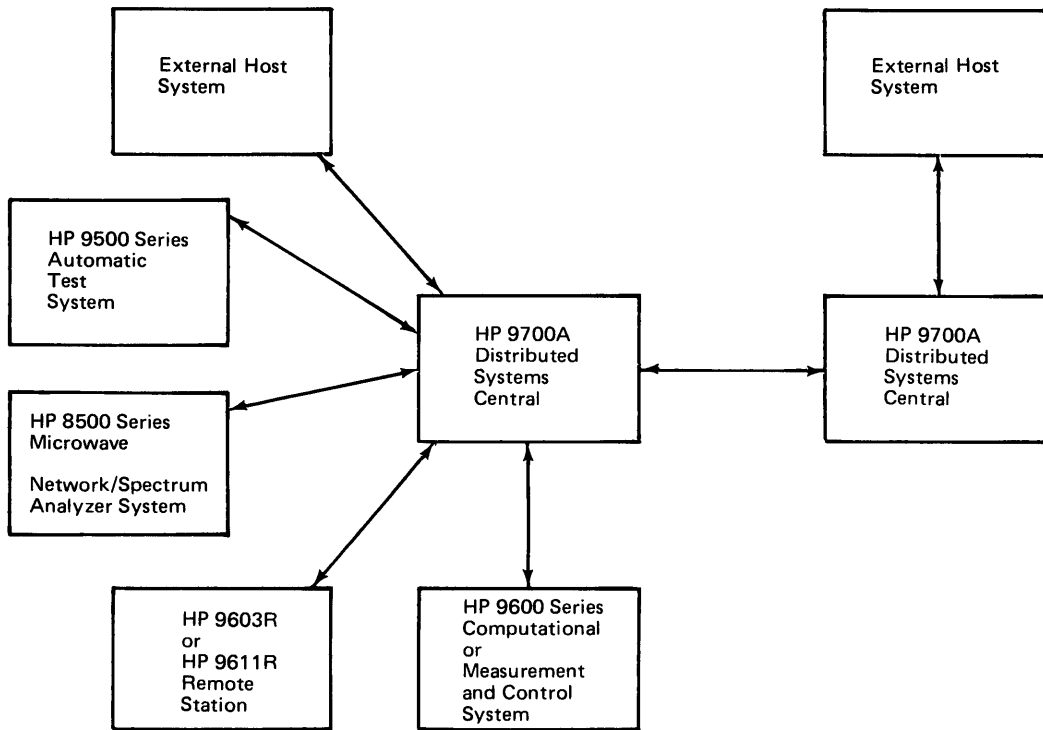 External Host
System
External Host
System
HP 9500 Series
Automatic
Test
System
HP 9700A
Distributed
Systems
Central
HP 9700A
Distributed
Systems
Central
HP 8500 Series
Microwave
Network/Spectrum
Analyzer System
HP 9603R
or
HP 9611R
Remote
Station
HP 9600 Series
Computational
or
Measurement
and Control
System